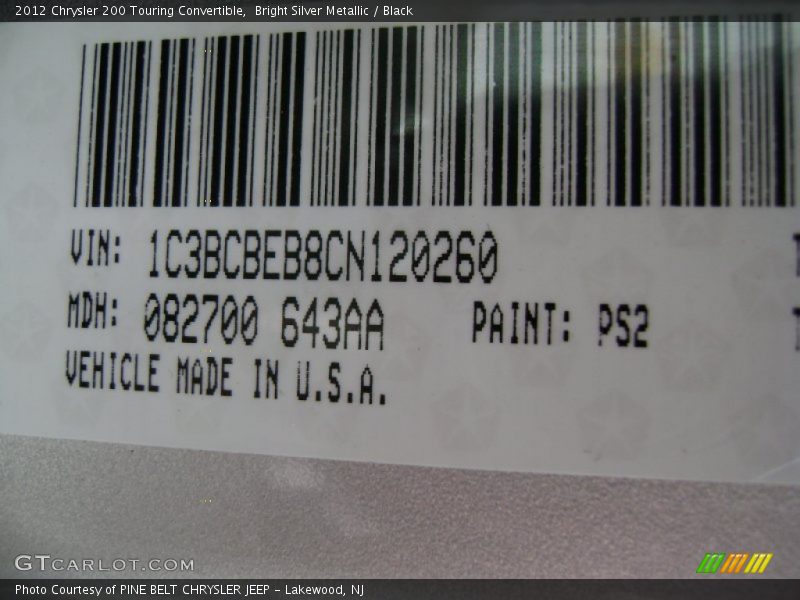 2012 Chrysler 200 Touring Convertible,  Bright Silver Metallic / Black
VIN: 1C3BCBEB8CN120260
MDH: 082700 643AA PAINT: PS2
VEHICLE MADE IN U.S.A.
GTCARLOT.COM
Photo Courtesy of PINE BELT CHRYSLER JEEP - Lakewood, NJ